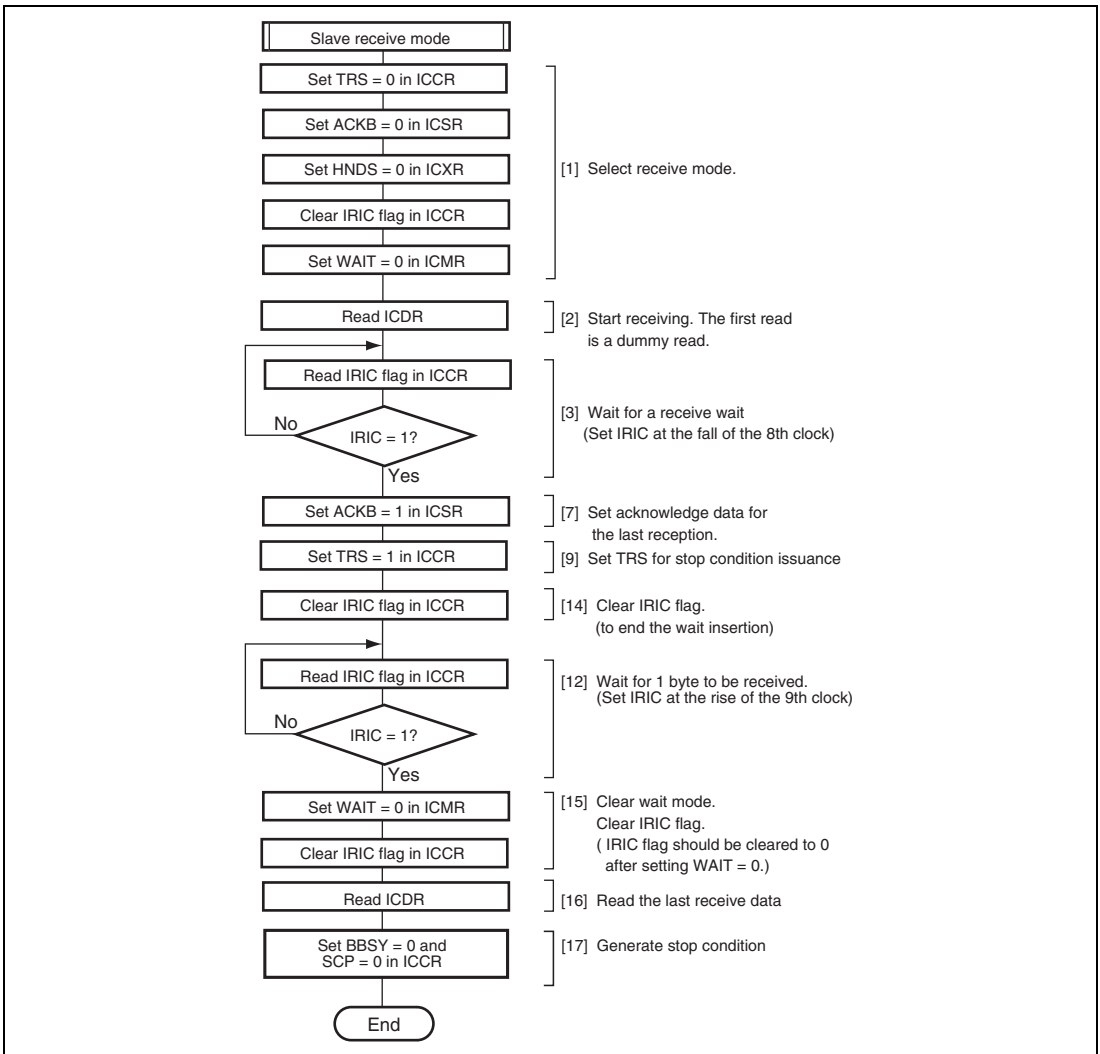 Slave receive mode
Set TRS = 0 in ICCR
Set ACKB = 0 in ICSR
Set HNDS = 0 in ICXR
[1] Select receive mode.
Clear IRIC flag in ICCR
Set WAIT = 0 in ICMR
Read ICDR
[2] Start receiving. The first read
is a dummy read.
Read IRIC flag in ICCR
[3] Wait for a receive wait
(Set IRIC at the fall of the 8th clock)
No
IRIC = 1?
Yes
Set ACKB = 1 in ICSR
[7] Set acknowledge data for
the last reception.
Set TRS = 1 in ICCR
[9] Set TRS for stop condition issuance
Clear IRIC flag in ICCR
[14] Clear IRIC flag.
(to end the wait insertion)
Read IRIC flag in ICCR
[12] Wait for 1 byte to be received.
(Set IRIC at the rise of the 9th clock)
No
IRIC = 1?
Yes
Set WAIT = 0 in ICMR
[15] Clear wait mode.
Clear IRIC flag.
( IRIC flag should be cleared to 0
after setting WAIT = 0.)
Clear IRIC flag in ICCR
Read ICDR
[16] Read the last receive data
Set BBSY = 0 and
SCP = 0 in ICCR
[17] Generate stop condition
End